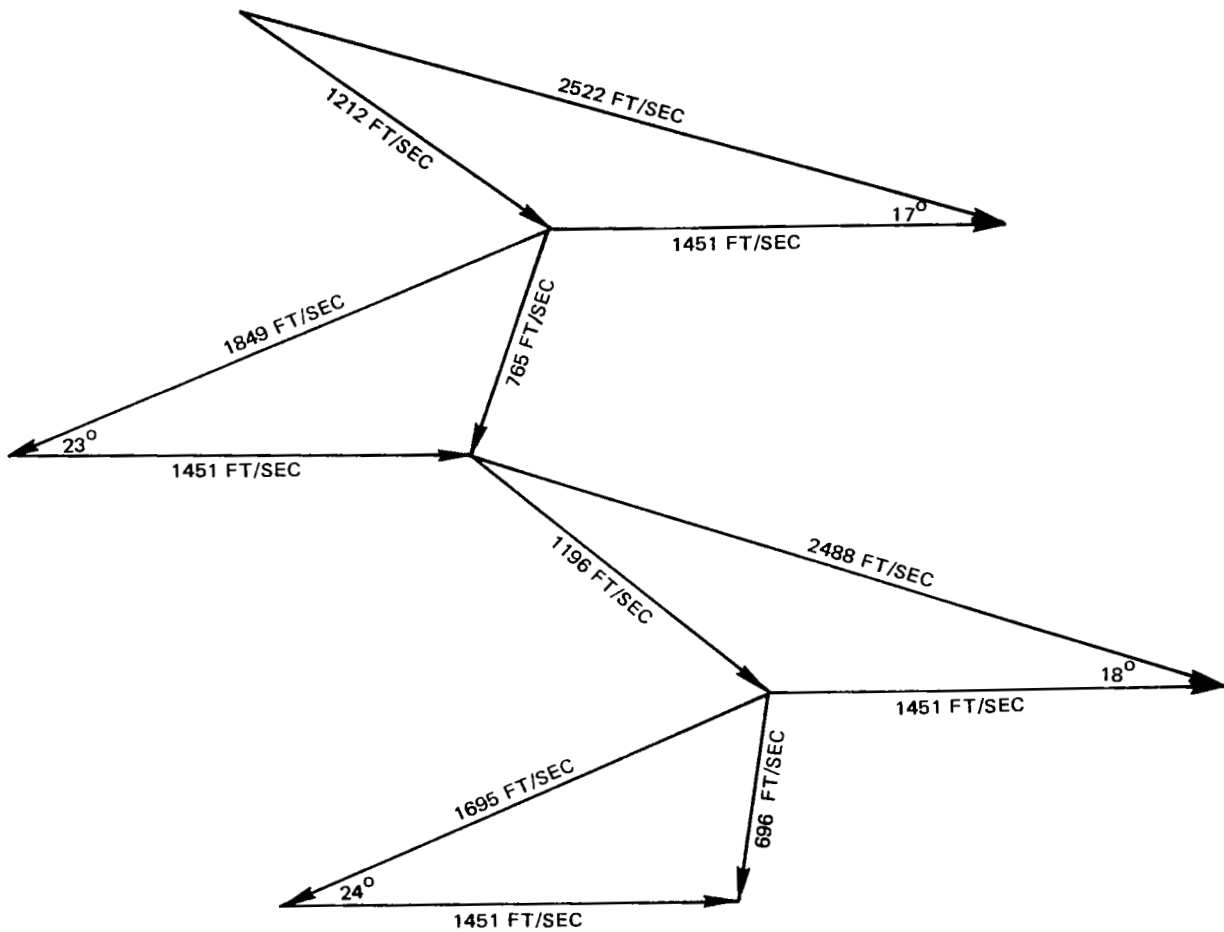 2522 FT/SEC
1212 FT/SEC
17°
1451 FT/SEC
1849 FT/SEC
765 FT/SEC
23°
1451 FT/SEC
2488 FT/SEC
1196 FT/SEC
18°
1451 FT/SEC
1695 FT/SEC
696 FT/SEC
24°
1451 FT/SEC